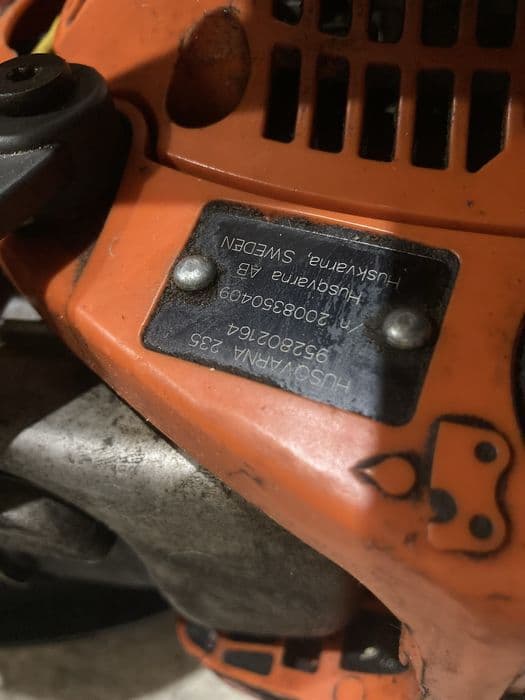 HUSQVARNA 235
952802164
/n 2008350409
Husqvarna AB
Huskvarna, SWEDEN